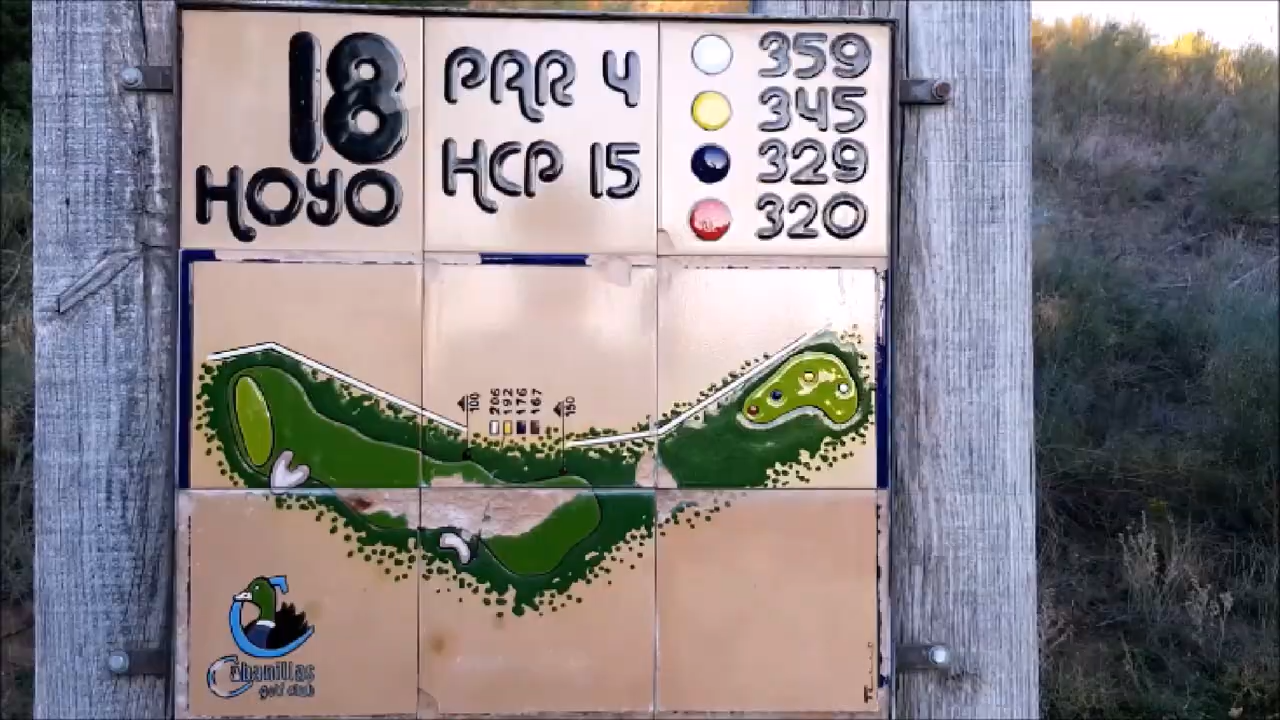 18
HOYO
PAR 4
HCP 15
359
345
329
320
100
206
192
176
167
150
Cabanillas
golf club